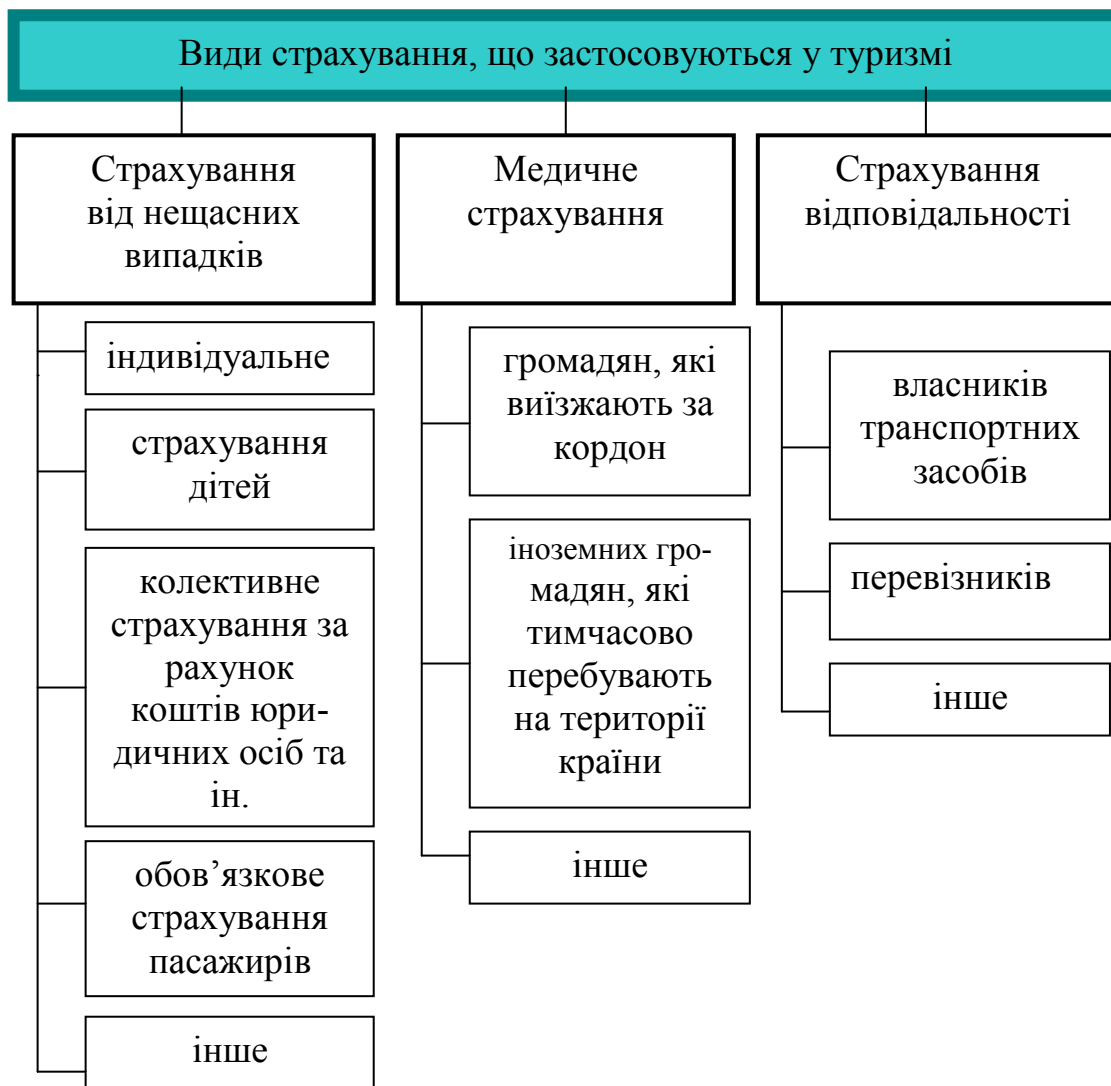 Види страхування, що застосовуються у туризмі
Страхування
від нещасних
випадків
індивідуальне
страхування
дітей
колективне
страхування за
рахунок
коштів юри-
дичних осіб та
ін.
обов’язкове
страхування
пасажирів
інше
Медичне
страхування
громадян, які
виїзжають за
кордон
іноземних гро-
мадян, які
тимчасово
перебувають
на території
країни
інше
Страхування
відповідальності
власників
транспортних
засобів
перевізників
інше